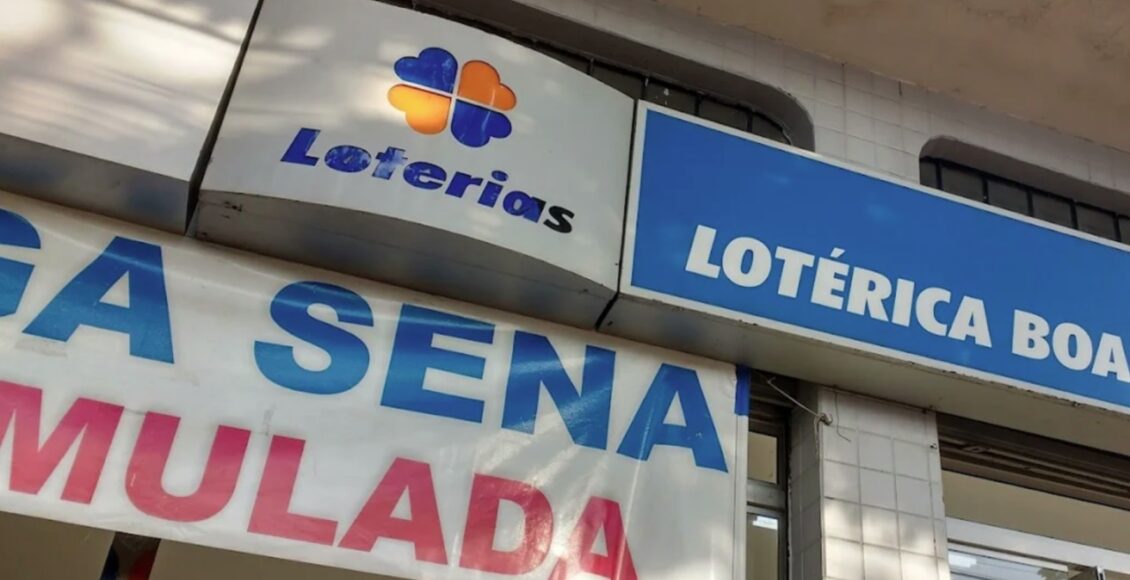 Loterias
LOTÉRICA BOA
GA SENA
MULADA